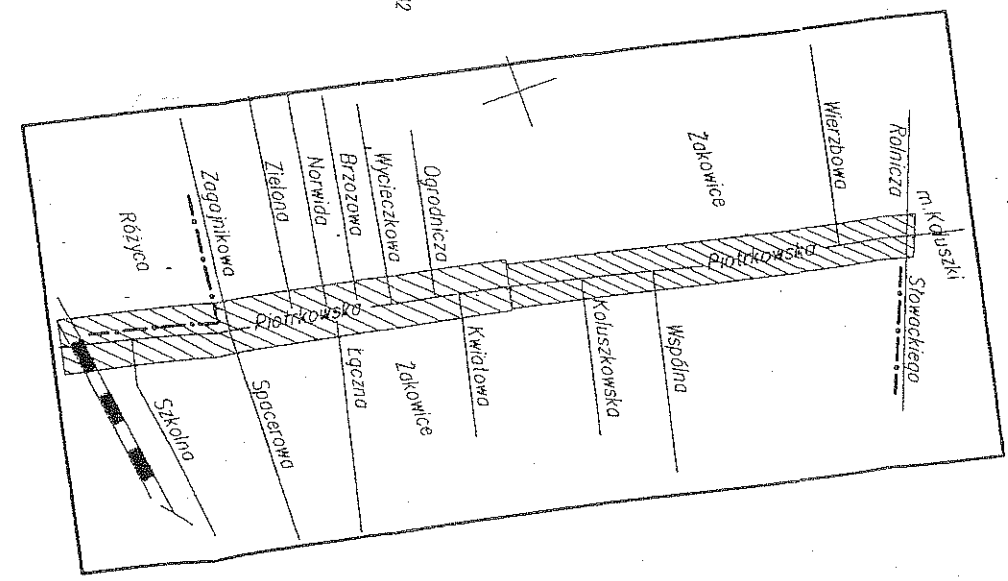 12
Różyca
Zagajnikowa
Zielona
Norwida
Brzozowa
Wycieczkowa
Ogrodnicza
Żakowice
Wierzbowa
Rolnicza
m. Koluszki
Słowackiego
Piotrkowska
Piotrkowska
Szkolna
Spacerowa
Łączna
Żakowice
Kwiatowa
Koluszkowska
Wspólna